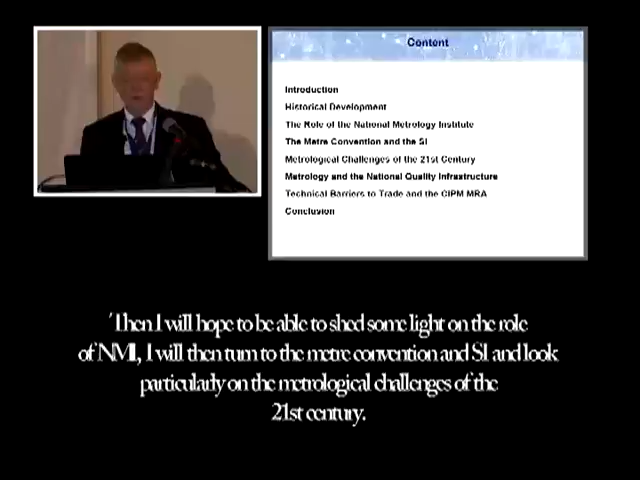 Content
Introduction
Historical Development
The Role of the National Metrology Institute
The Metre Convention and the SI
Metrological Challenges of the 21st Century
Metrology and the National Quality Infrastructure
Technical Barriers to Trade and the CIPM MRA
Conclusion
Then I will hope to be able to shed some light on the role
of NMI, I will then turn to the metre convention and SI and look
particularly on the metrological challenges of the
21st century.